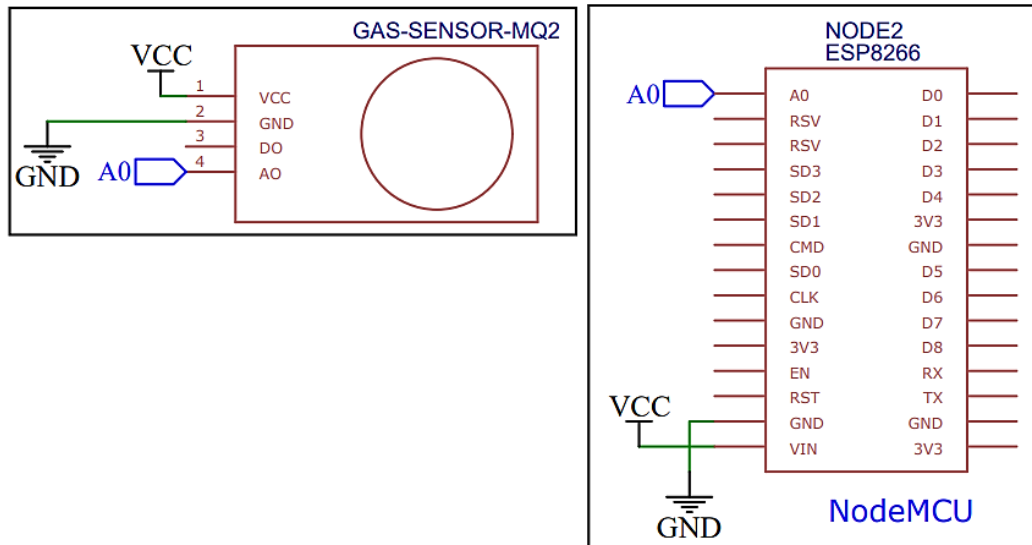 GAS-SENSOR-MQ2
VCC
1 VCC
2 GND
3 DO
4 AO
GND
A0
NODE2
ESP8266
A0
A0 D0
RSV D1
RSV D2
SD3 D3
SD2 D4
SD1 3V3
CMD GND
SD0 D5
CLK D6
GND D7
3V3 D8
EN RX
RST TX
VCC
GND GND
VIN 3V3
GND
NodeMCU